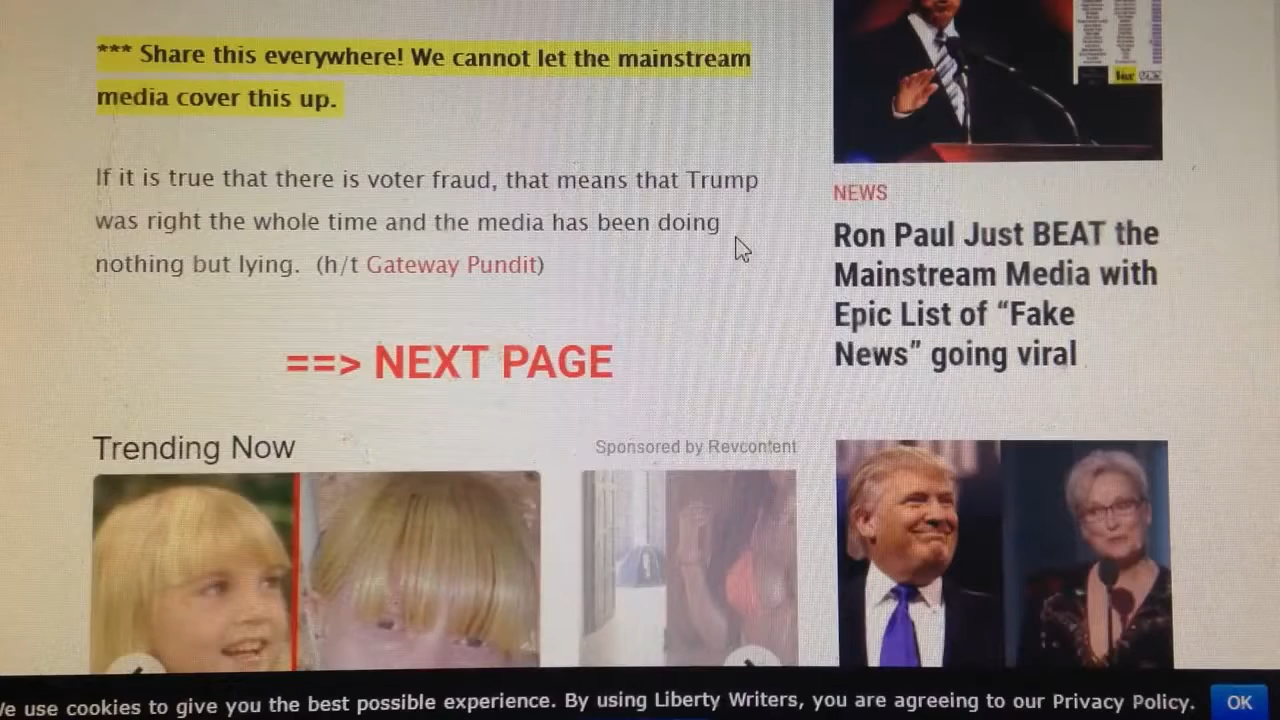 *** Share this everywhere! We cannot let the mainstream
media cover this up.
If it is true that there is voter fraud, that means that Trump
was right the whole time and the media has been doing
nothing but lying. (h/t Gateway Pundit)
==> NEXT PAGE
Trending Now
Sponsored by Revcontent
NEWS
Ron Paul Just BEAT the
Mainstream Media with
Epic List of “Fake
News” going viral
We use cookies to give you the best possible experience. By using Liberty Writers, you are agreeing to our Privacy Policy.
OK